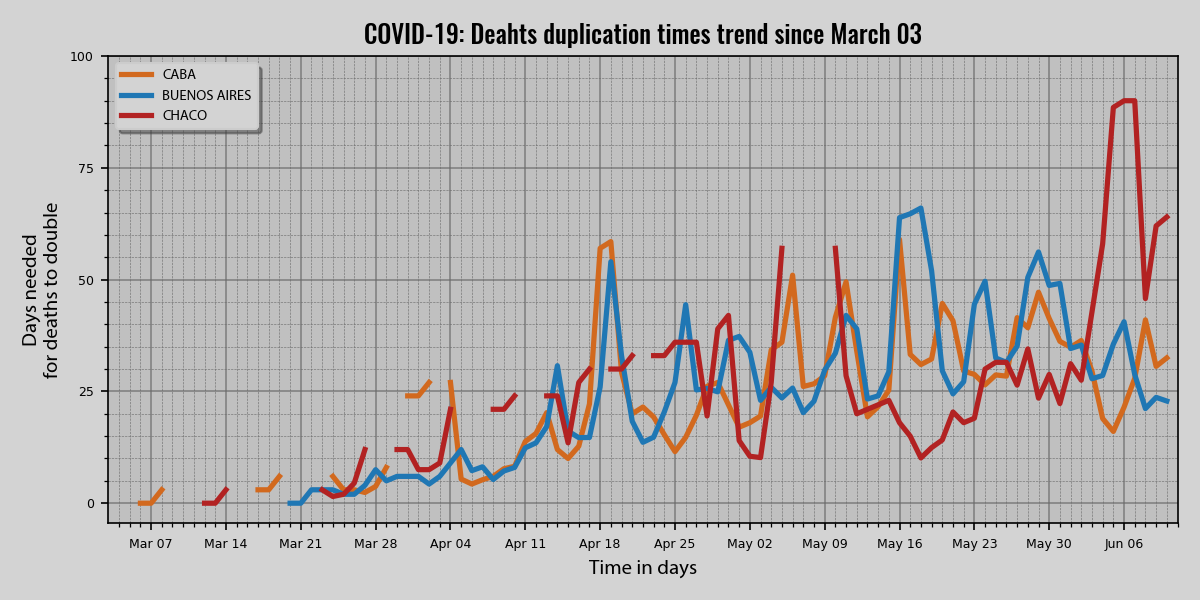 COVID-19: Deahts duplication times trend since March 03
CABA
BUENOS AIRES
CHACO
100
75
50
25
0
Days needed
for deaths to double
Mar 07
Mar 14
Mar 21
Mar 28
Apr 04
Apr 11
Apr 18
Apr 25
May 02
May 09
May 16
May 23
May 30
Jun 06
Time in days